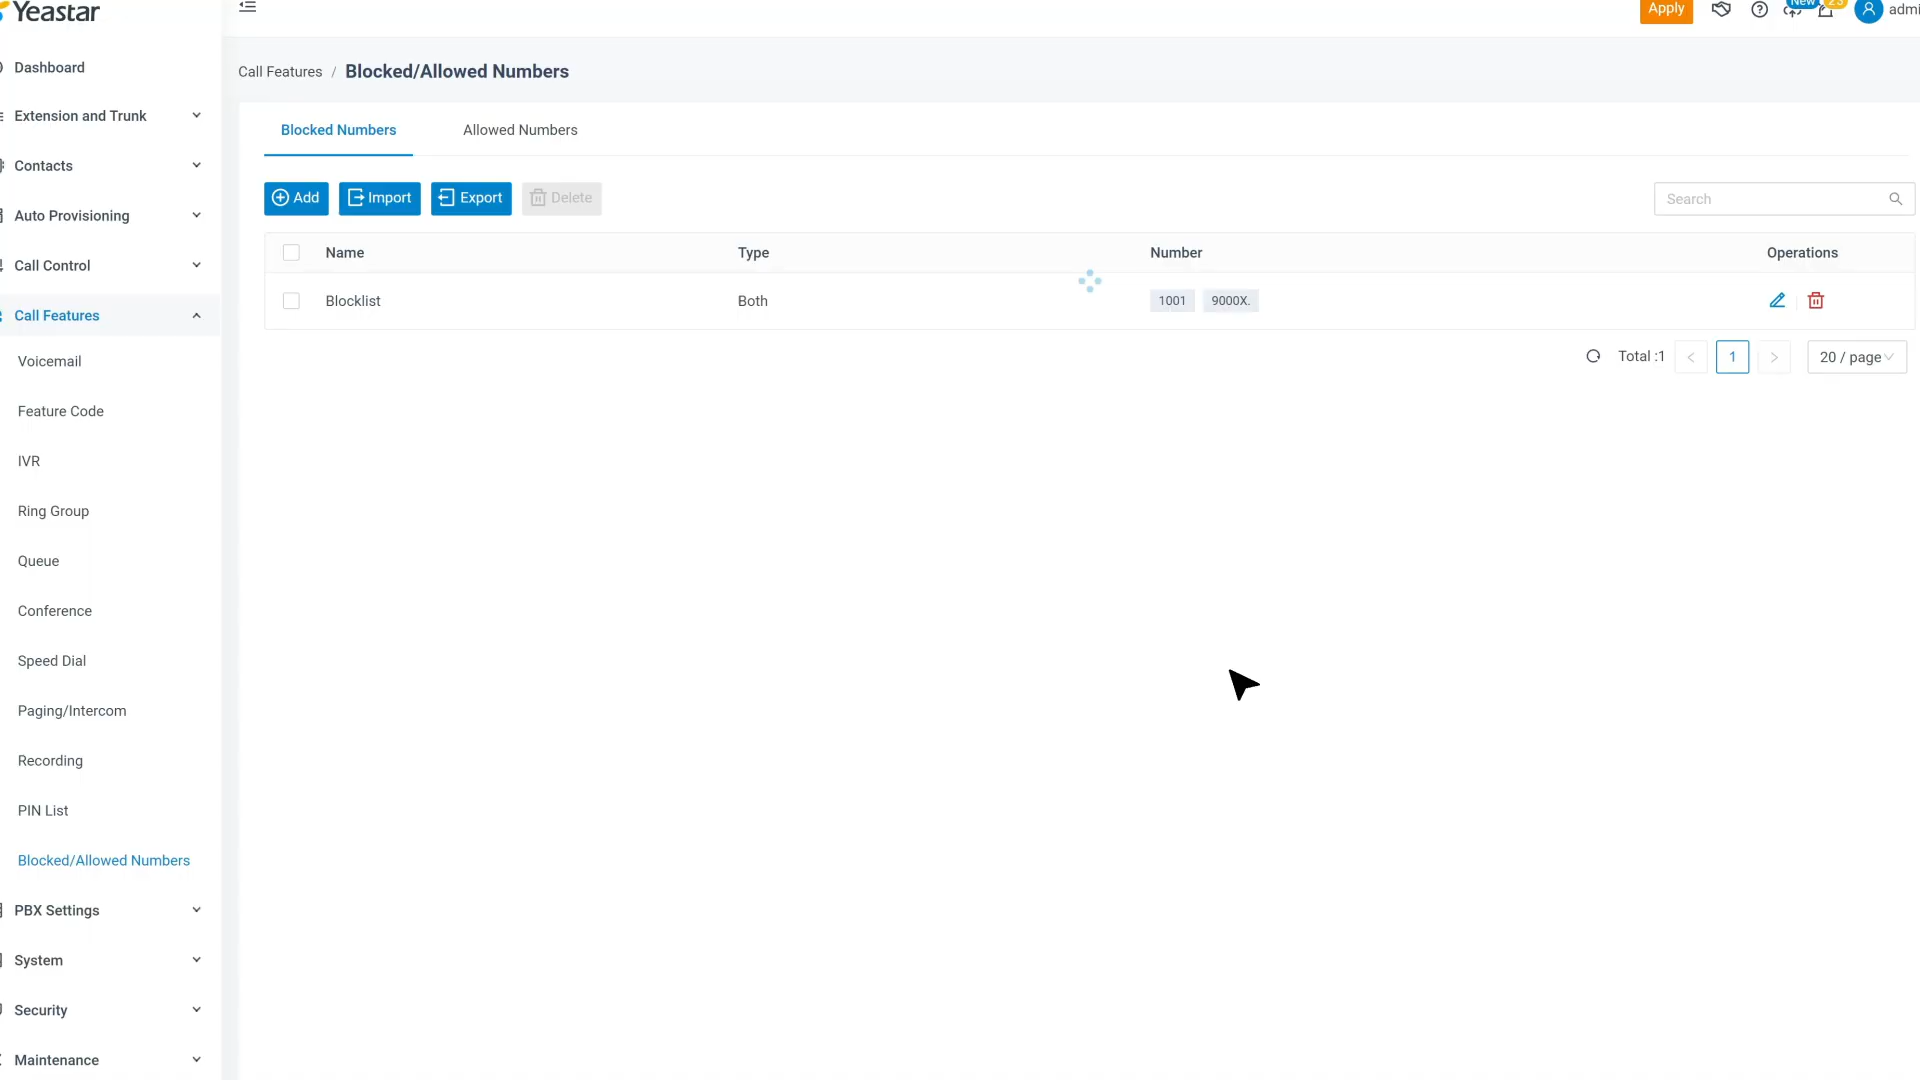 Yeastar
Apply
New
23
admi
Dashboard
Extension and Trunk
Contacts
Auto Provisioning
Call Control
Call Features
Voicemail
Feature Code
IVR
Ring Group
Queue
Conference
Speed Dial
Paging/Intercom
Recording
PIN List
Blocked/Allowed Numbers
PBX Settings
System
Security
Maintenance
Call Features / Blocked/Allowed Numbers
Blocked Numbers Allowed Numbers
Add Import Export Delete
Search
Name Type Number Operations
Blocklist Both 1001 9000X.
Total :1 < 1 > 20 / page